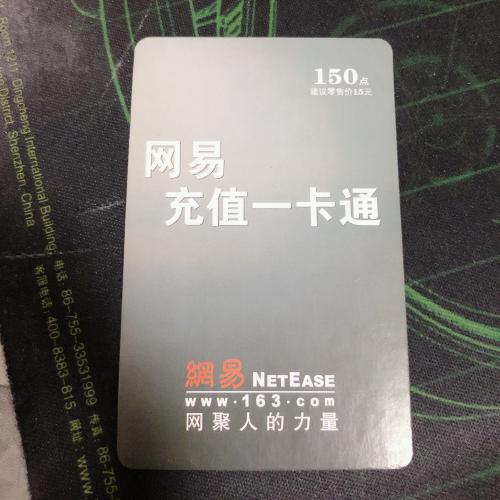 150点
建议零售价15元
网易
充值一卡通
網易 NETEASE
www.163.com
网聚人的力量
Room 1211, Dingcheng International Building,
District, Shenzhen, China
电话：86-755-33531999 传真：86-755-8
客服电话：400-8383-815 网址：www